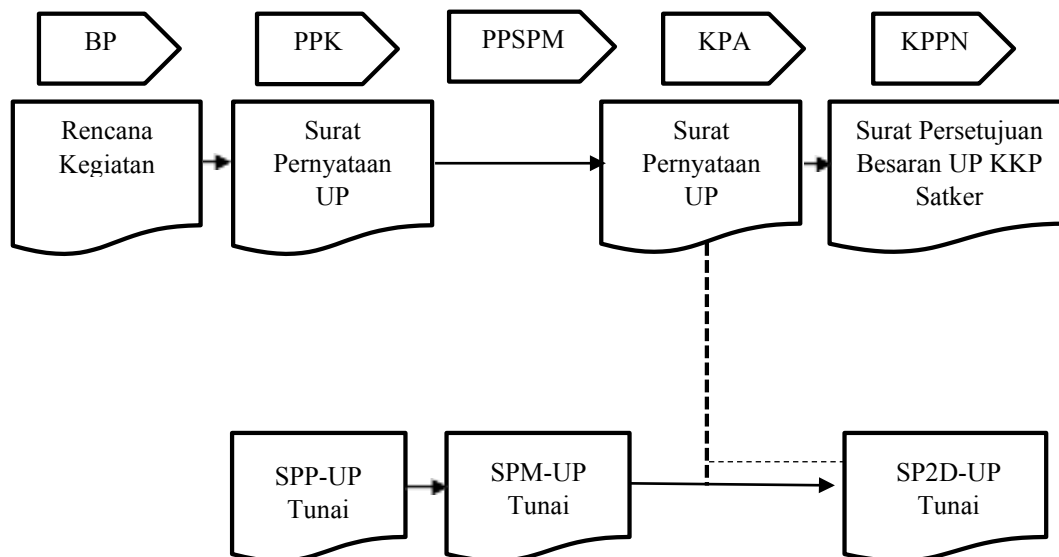 BP
PPK
PPSPM
KPA
KPPN
Rencana
Kegiatan
Surat
Pernyataan
UP
Surat
Pernyataan
UP
Surat Persetujuan
Besaran UP KKP
Satker
SPP-UP
Tunai
SPM-UP
Tunai
SP2D-UP
Tunai